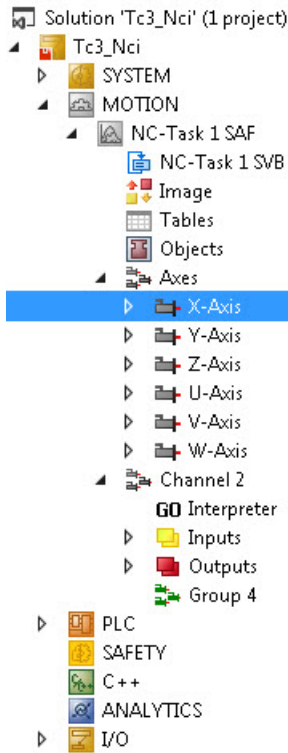 Solution 'Tc3_Nci' (1 project)
Tc3_Nci
SYSTEM
MOTION
NC-Task 1 SAF
NC-Task 1 SVB
Image
Tables
Objects
Axes
X-Axis
Y-Axis
Z-Axis
U-Axis
V-Axis
W-Axis
Channel 2
GO Interpreter
Inputs
Outputs
Group 4
PLC
SAFETY
C++
ANALYTICS
I/O